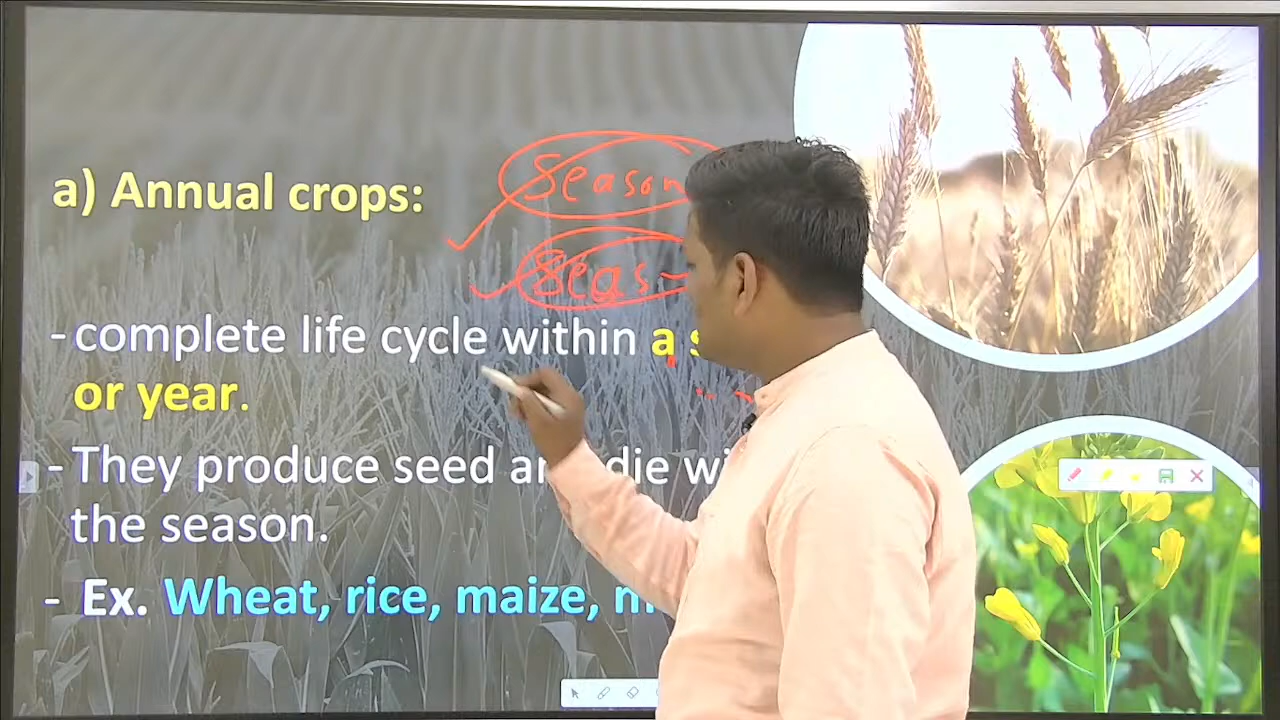 a) Annual crops:
Season
Seas
- complete life cycle within a
or year.
- They produce seed die
the season.
- Ex. Wheat, rice, maize,